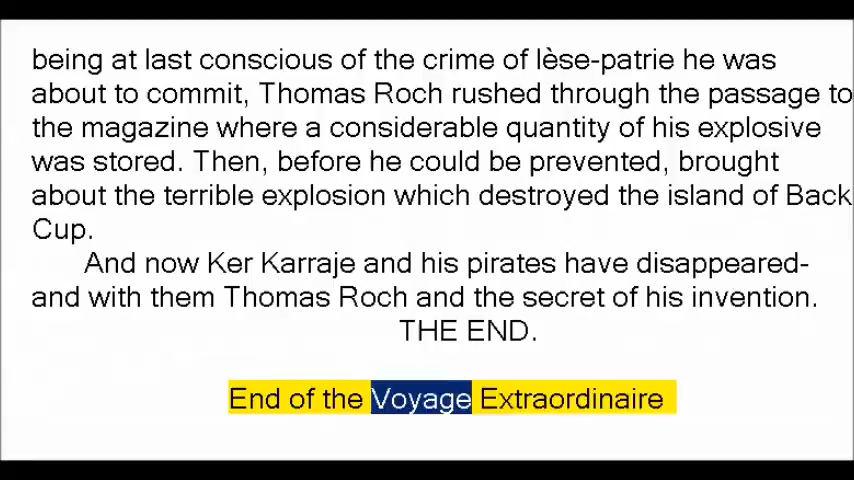 being at last conscious of the crime of lèse-patrie he was
about to commit, Thomas Roch rushed through the passage to
the magazine where a considerable quantity of his explosive
was stored. Then, before he could be prevented, brought
about the terrible explosion which destroyed the island of Back
Cup.
And now Ker Karraje and his pirates have disappeared-
and with them Thomas Roch and the secret of his invention.
THE END.
End of the Voyage Extraordinaire